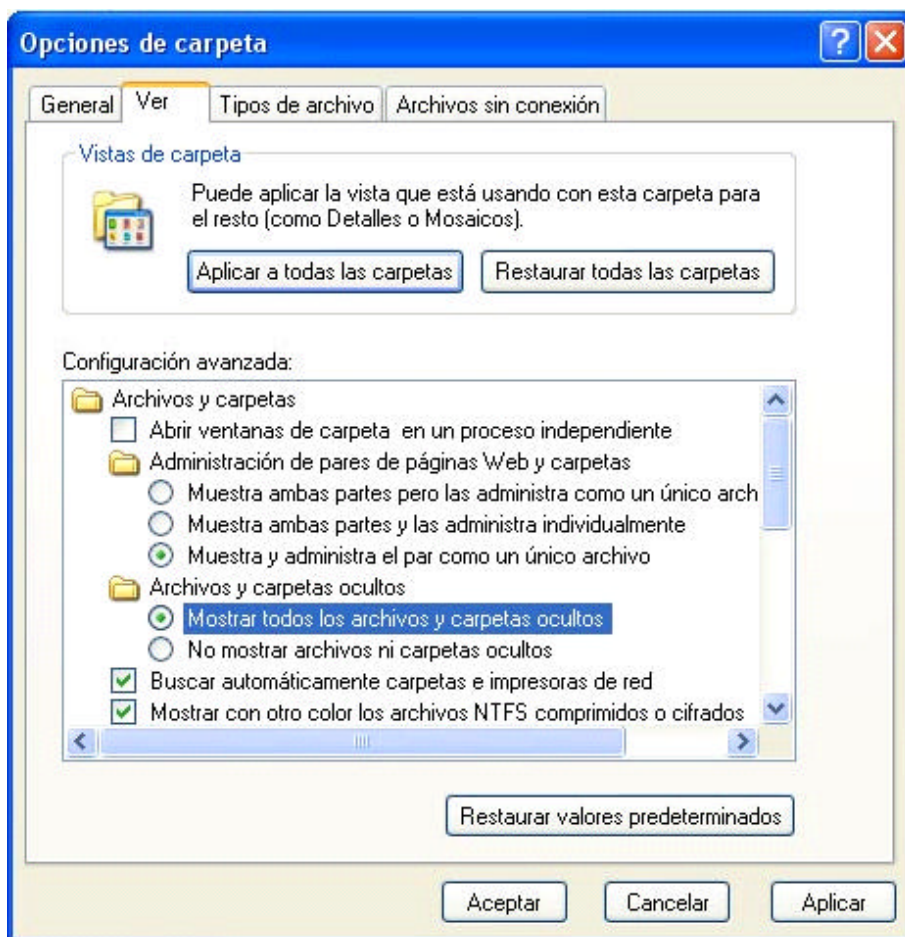 Opciones de carpeta
General Ver Tipos de archivo Archivos sin conexión
Vistas de carpeta
Puede aplicar la vista que está usando con esta carpeta para
el resto (como Detalles o Mosaicos).
Aplicar a todas las carpetas Restaurar todas las carpetas
Configuración avanzada:
Archivos y carpetas
Abrir ventanas de carpeta en un proceso independiente
Administración de pares de páginas Web y carpetas
Muestra ambas partes pero las administra como un único arch
Muestra ambas partes y las administra individualmente
Muestra y administra el par como un único archivo
Archivos y carpetas ocultos
Mostrar todos los archivos y carpetas ocultos
No mostrar archivos ni carpetas ocultos
Buscar automáticamente carpetas e impresoras de red
Mostrar con otro color los archivos NTFS comprimidos o cifrados
Restaurar valores predeterminados
Aceptar Cancelar Aplicar